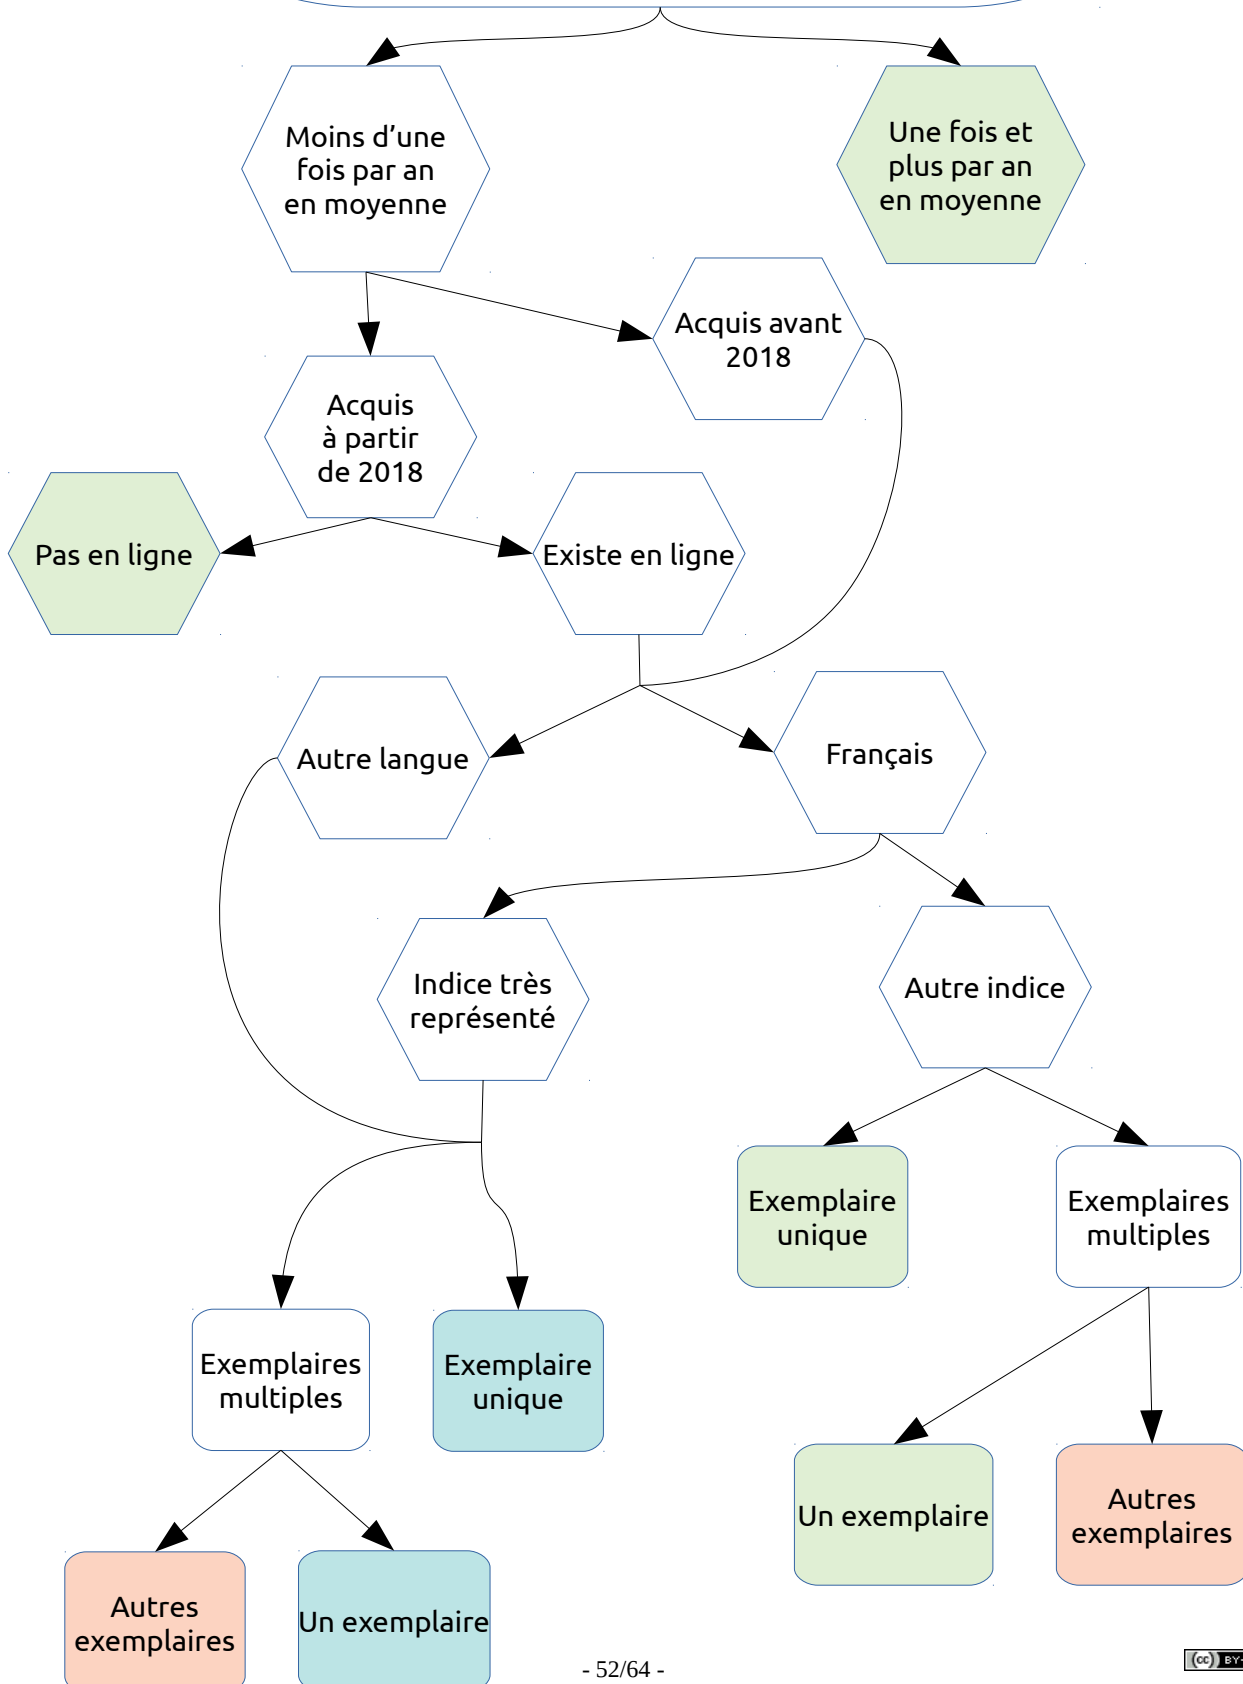 Moins d’une
fois par an
en moyenne
Une fois et
plus par an
en moyenne
Acquis avant
2018
Acquis
à partir
de 2018
Pas en ligne
Existe en ligne
Autre langue
Français
Indice très
représenté
Autre indice
Exemplaire
unique
Exemplaires
multiples
Exemplaires
multiples
Exemplaire
unique
Un exemplaire
Autres
exemplaires
Autres
exemplaires
Un exemplaire
- 52/64 -
(cc) BY-